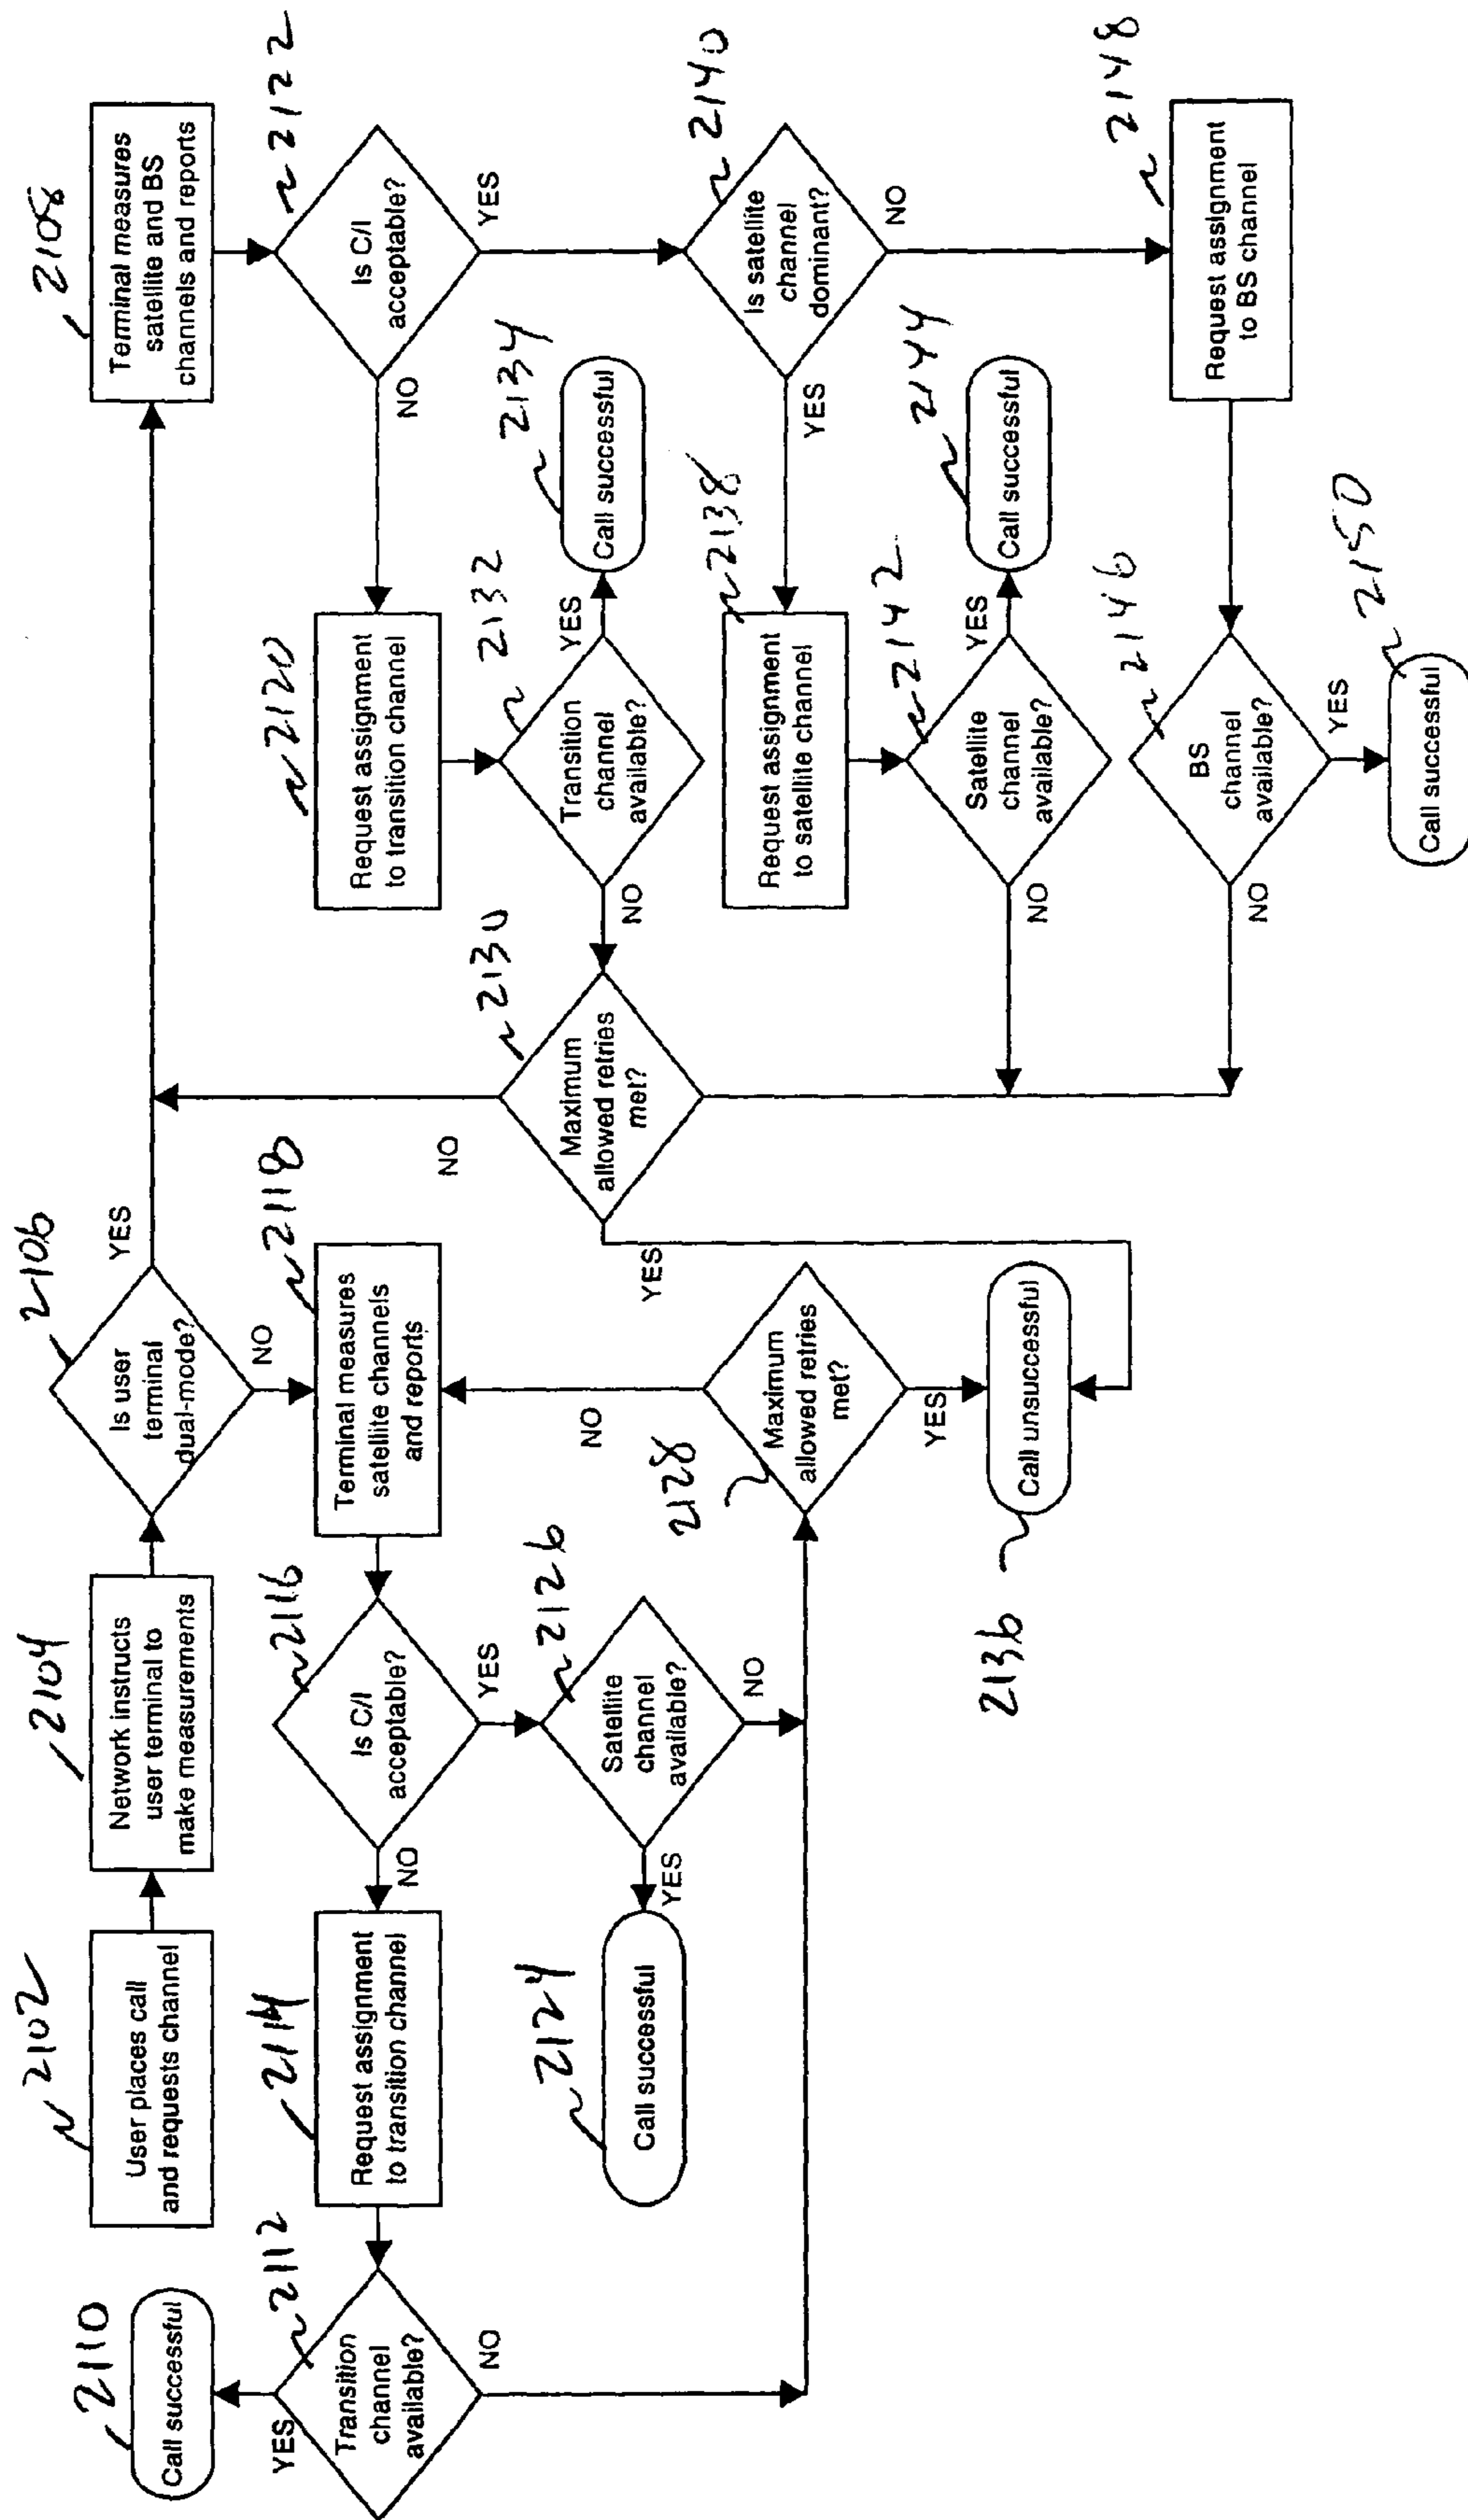 2102
User places call
and requests channel
2104
Network instructs
user terminal to
make measurements
2106
Is user
terminal
dual-mode?
YES
NO
2108
Terminal measures
satellite and BS
channels and reports
2110
Call successful
YES
2112
Transition
channel
available?
NO
2114
Request assignment
to transition channel
NO
2116
Is C/I
acceptable?
YES
2118
Terminal measures
satellite channels
and reports
2120
Request assignment
to transition channel
NO
2122
Is C/I
acceptable?
YES
2124
Call successful
YES
2126
Satellite
channel
available?
NO
2128
Maximum
allowed retries
met?
NO
YES
2130
Maximum
allowed retries
met?
NO
YES
NO
2132
Transition
channel
available?
YES
2134
Call successful
2136
Call unsuccessful
2138
Request assignment
to satellite channel
YES
2140
Is satellite
channel
dominant?
NO
NO
2142
Satellite
channel
available?
YES
2144
Call successful
NO
2146
BS
channel
available?
YES
2148
Request assignment
to BS channel
2150
Call successful